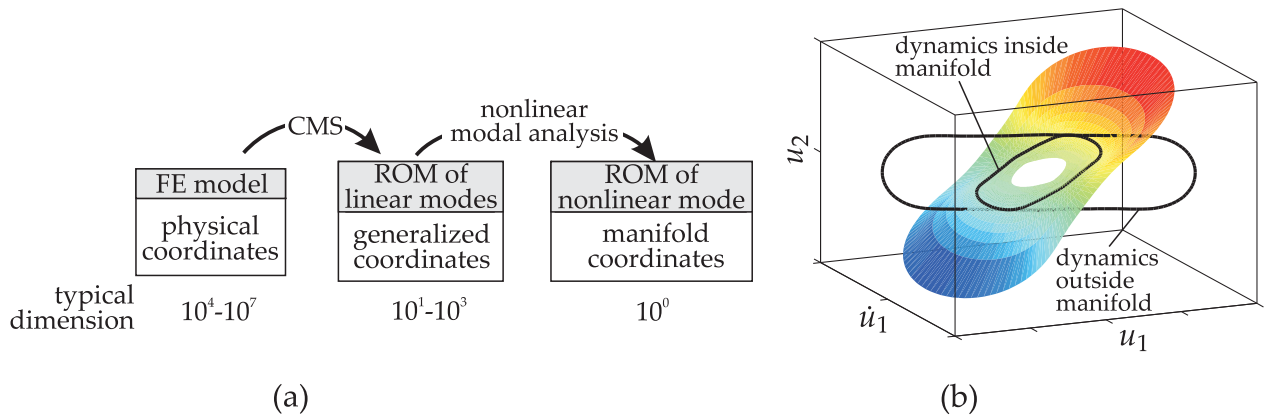 CMS
nonlinear
modal analysis
FE model
physical
coordinates
ROM of
linear modes
generalized
coordinates
ROM of
nonlinear mode
manifold
coordinates
typical
dimension
10⁴-10⁷
10¹-10³
10⁰
(a)
dynamics inside
manifold
u₂
dynamics
outside
manifold
u̇₁
u₁
(b)